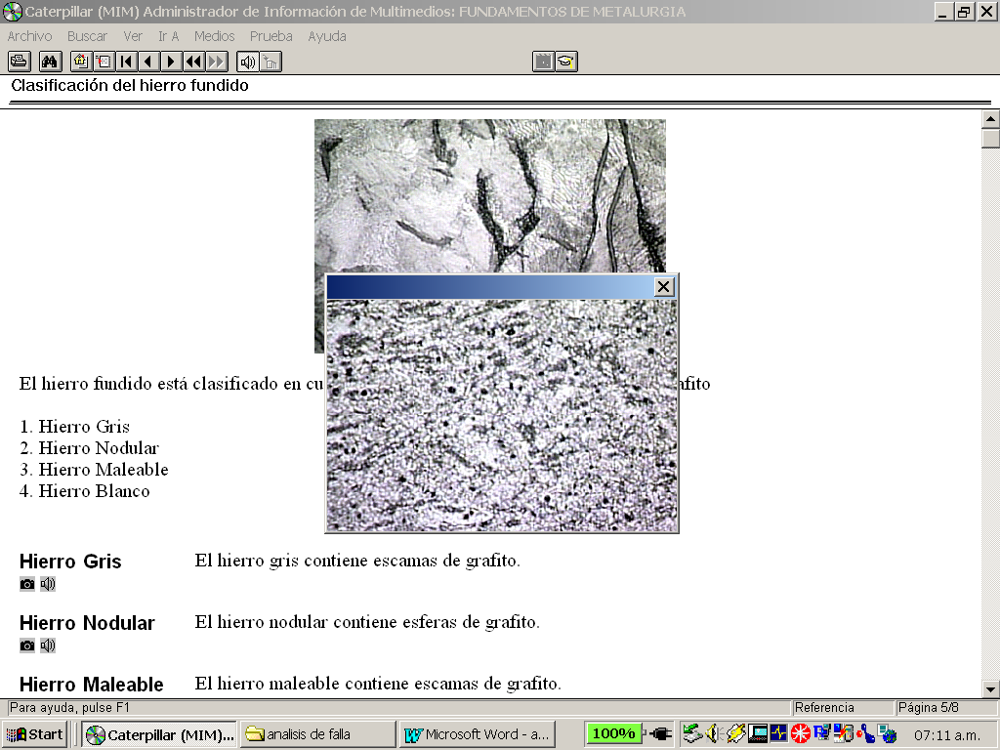 Caterpillar (MIM) Administrador de Información de Multimedios: FUNDAMENTOS DE METALURGIA
Archivo Buscar Ver Ir A Medios Prueba Ayuda
Clasificación del hierro fundido
El hierro fundido está clasificado en cu
afito
1. Hierro Gris
2. Hierro Nodular
3. Hierro Maleable
4. Hierro Blanco
Hierro Gris El hierro gris contiene escamas de grafito.
Hierro Nodular El hierro nodular contiene esferas de grafito.
Hierro Maleable El hierro maleable contiene escamas de grafito.
Para ayuda, pulse F1 Referencia Página 5/8
Start Caterpillar (MIM)... analisis de falla Microsoft Word - a... 100% 07:11 a.m.